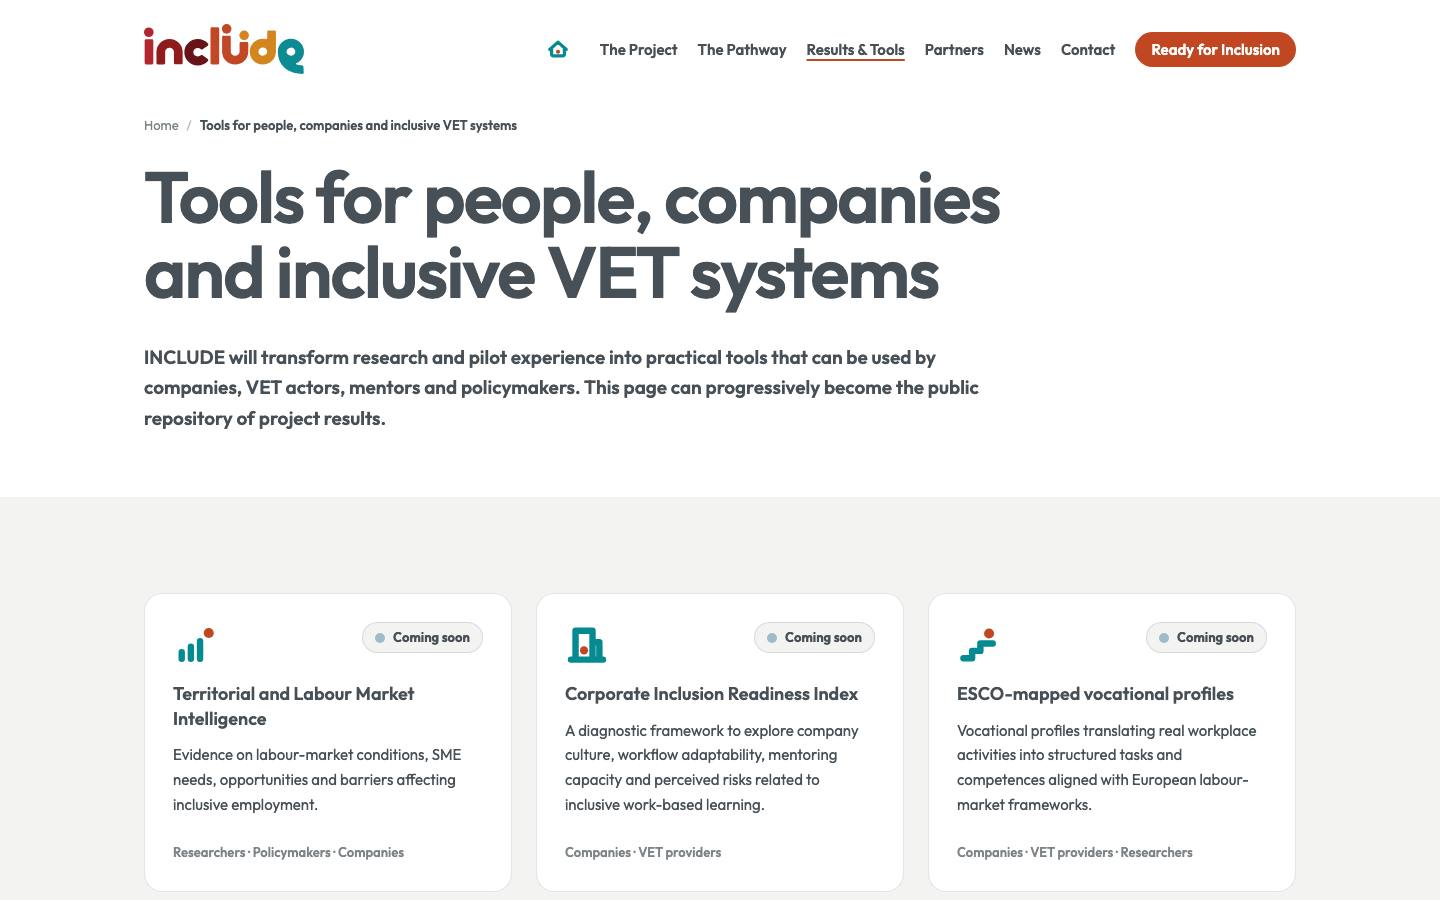 include
The Project
The Pathway
Results & Tools
Partners
News
Contact
Ready for Inclusion
Home / Tools for people, companies and inclusive VET systems
Tools for people, companies
and inclusive VET systems
INCLUDE will transform research and pilot experience into practical tools that can be used by
companies, VET actors, mentors and policymakers. This page can progressively become the public
repository of project results.
Coming soon
Territorial and Labour Market
Intelligence
Evidence on labour-market conditions, SME
needs, opportunities and barriers affecting
inclusive employment.
Researchers · Policymakers · Companies
Coming soon
Corporate Inclusion Readiness Index
A diagnostic framework to explore company
culture, workflow adaptability, mentoring
capacity and perceived risks related to
inclusive work-based learning.
Companies · VET providers
Coming soon
ESCO-mapped vocational profiles
Vocational profiles translating real workplace
activities into structured tasks and
competences aligned with European labour-
market frameworks.
Companies · VET providers · Researchers